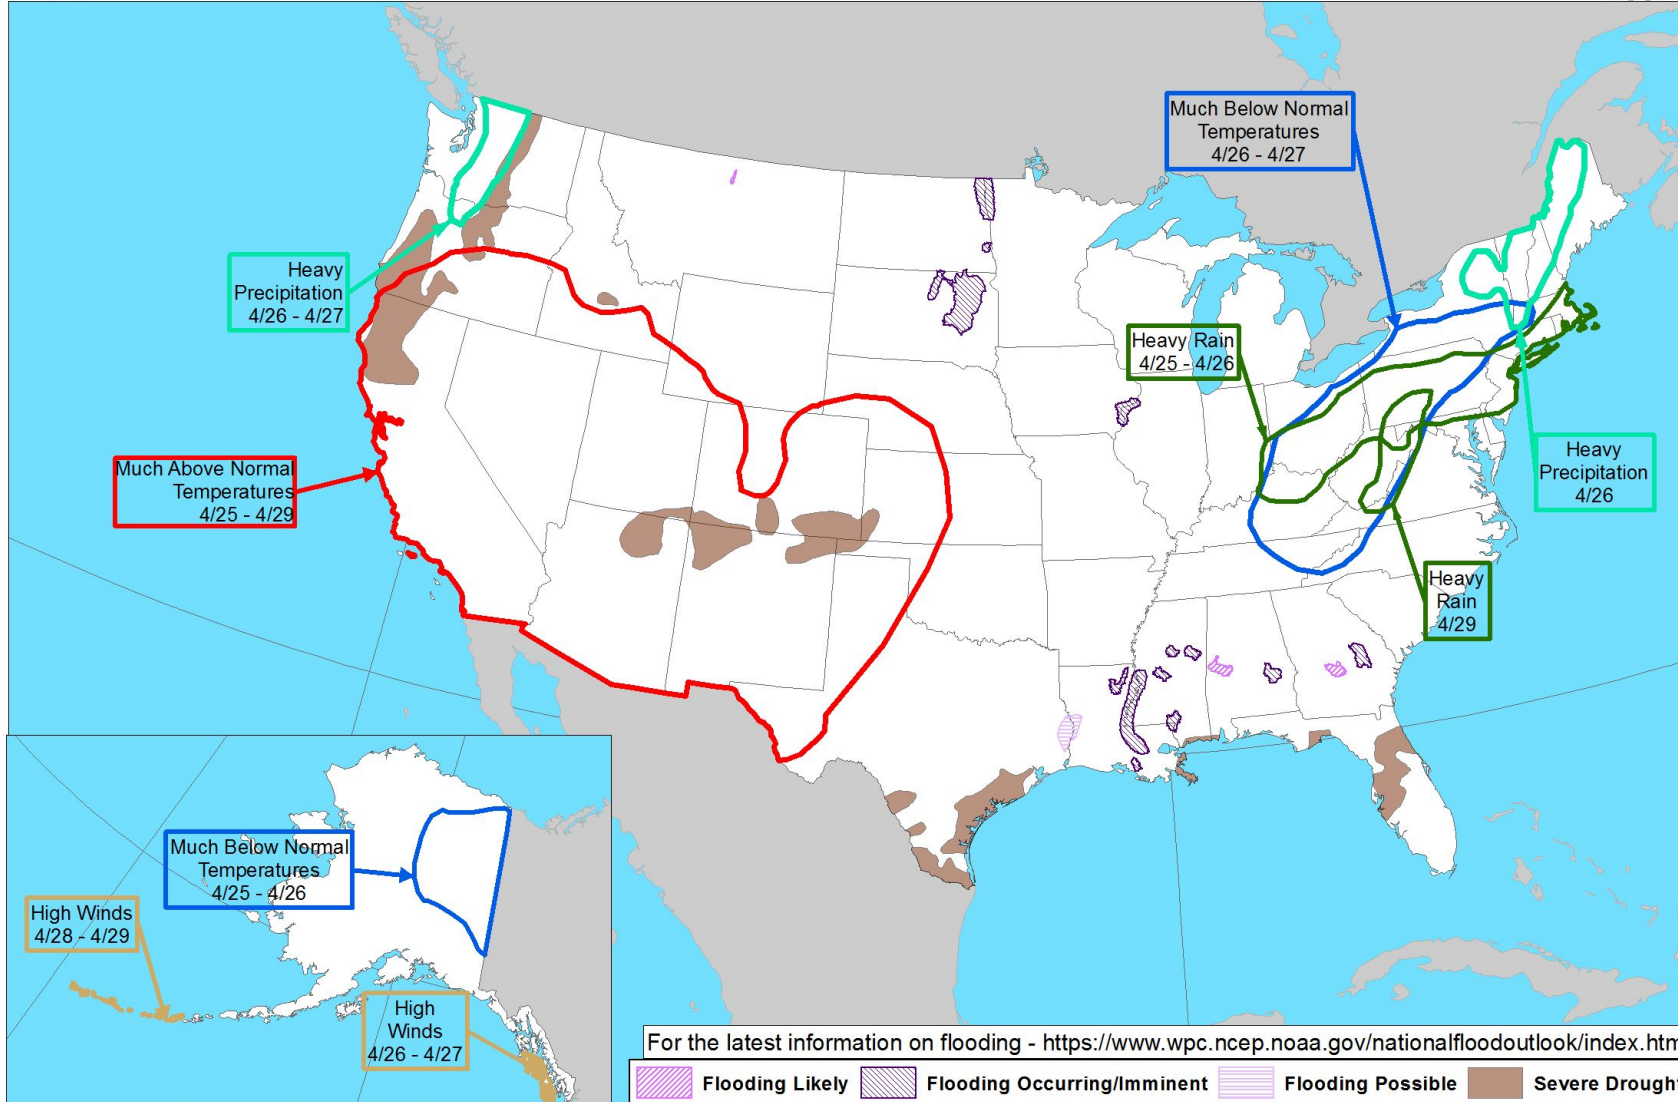 Much Below Normal
Temperatures
4/26 - 4/27
Heavy
Precipitation
4/26 - 4/27
Heavy Rain
4/25 - 4/26
Much Above Normal
Temperatures
4/25 - 4/29
Heavy
Precipitation
4/26
Heavy
Rain
4/29
Much Below Normal
Temperatures
4/25 - 4/26
High Winds
4/28 - 4/29
High
Winds
4/26 - 4/27
For the latest information on flooding - https://www.wpc.ncep.noaa.gov/nationalfloodoutlook/index.htm
Flooding Likely
Flooding Occurring/Imminent
Flooding Possible
Severe Drough